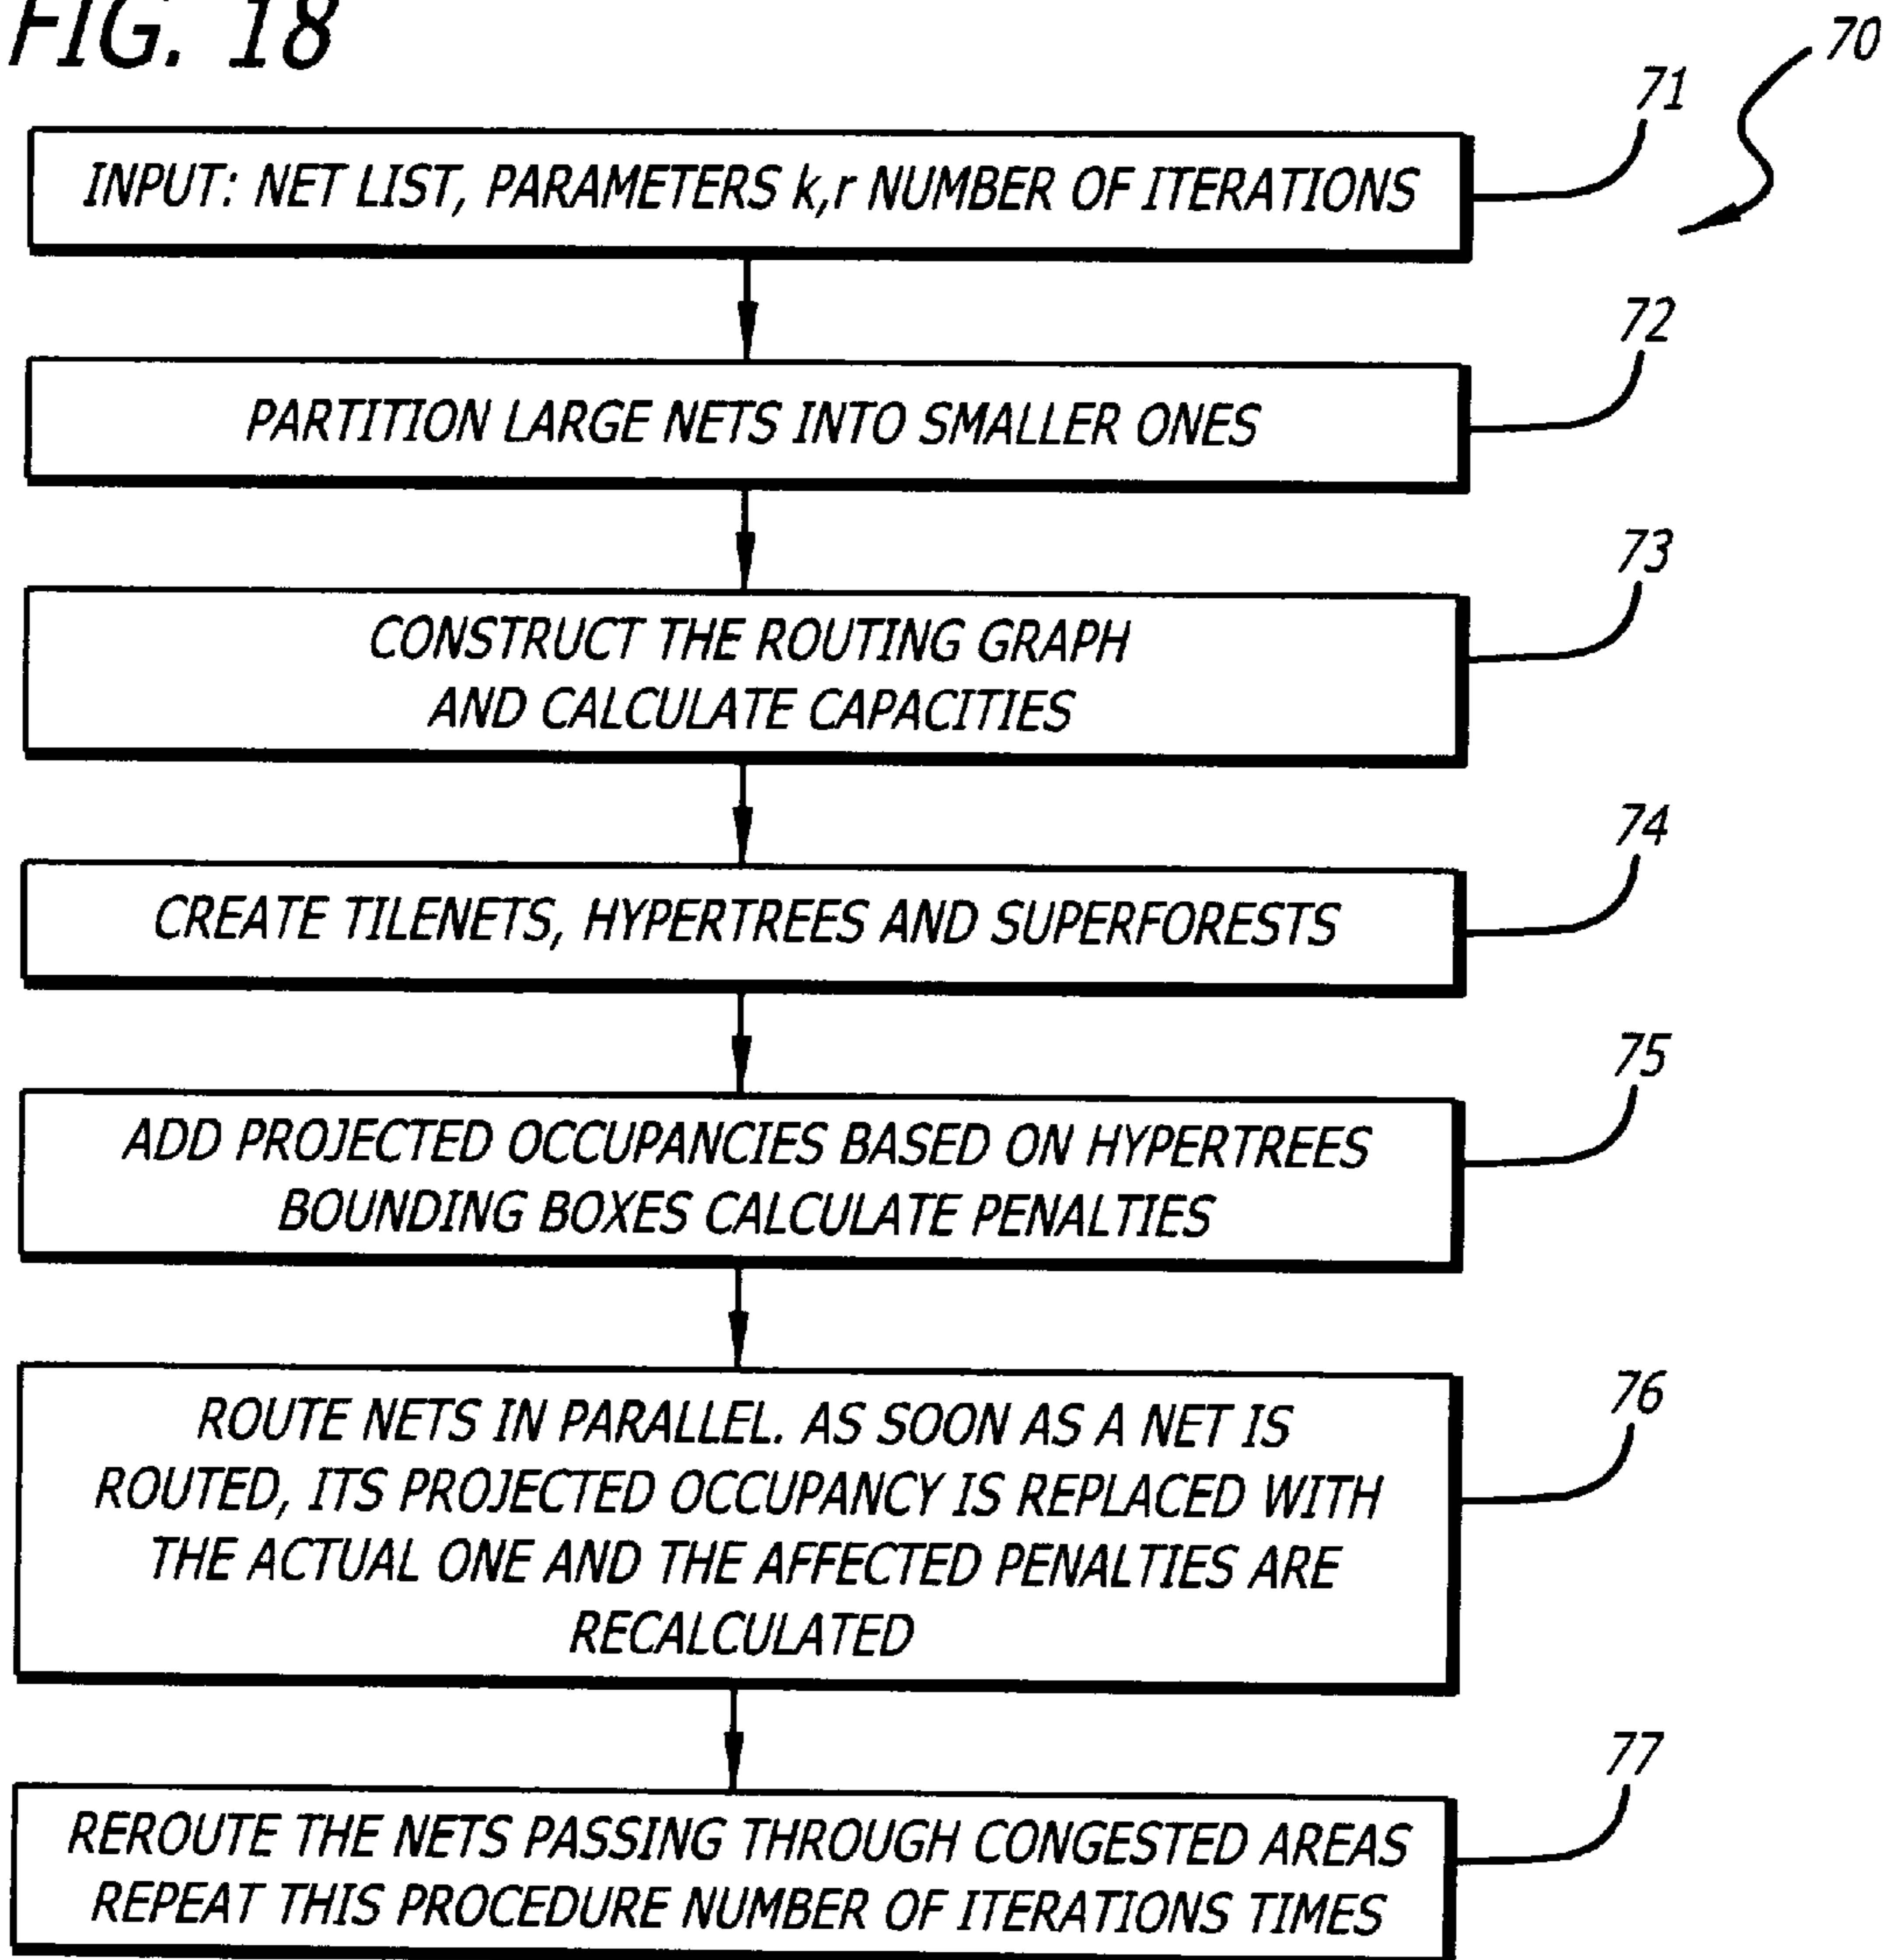 FIG. 18
70
71
INPUT: NET LIST, PARAMETERS k,r NUMBER OF ITERATIONS
72
PARTITION LARGE NETS INTO SMALLER ONES
73
CONSTRUCT THE ROUTING GRAPH
AND CALCULATE CAPACITIES
74
CREATE TILENETS, HYPERTREES AND SUPERFORESTS
75
ADD PROJECTED OCCUPANCIES BASED ON HYPERTREES
BOUNDING BOXES CALCULATE PENALTIES
76
ROUTE NETS IN PARALLEL. AS SOON AS A NET IS
ROUTED, ITS PROJECTED OCCUPANCY IS REPLACED WITH
THE ACTUAL ONE AND THE AFFECTED PENALTIES ARE
RECALCULATED
77
REROUTE THE NETS PASSING THROUGH CONGESTED AREAS
REPEAT THIS PROCEDURE NUMBER OF ITERATIONS TIMES